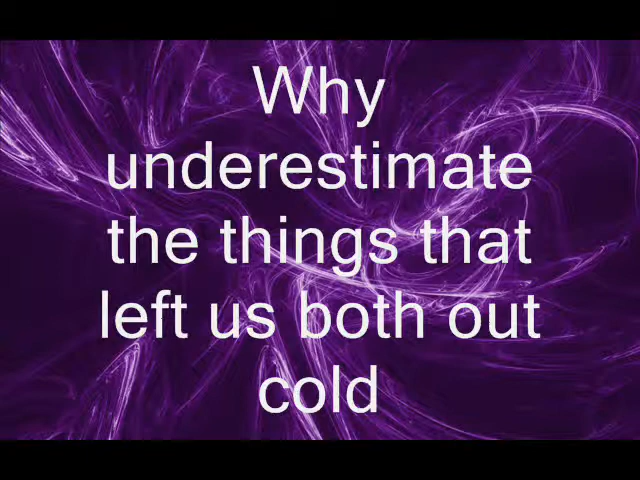 Why
underestimate
the things that
left us both out
cold